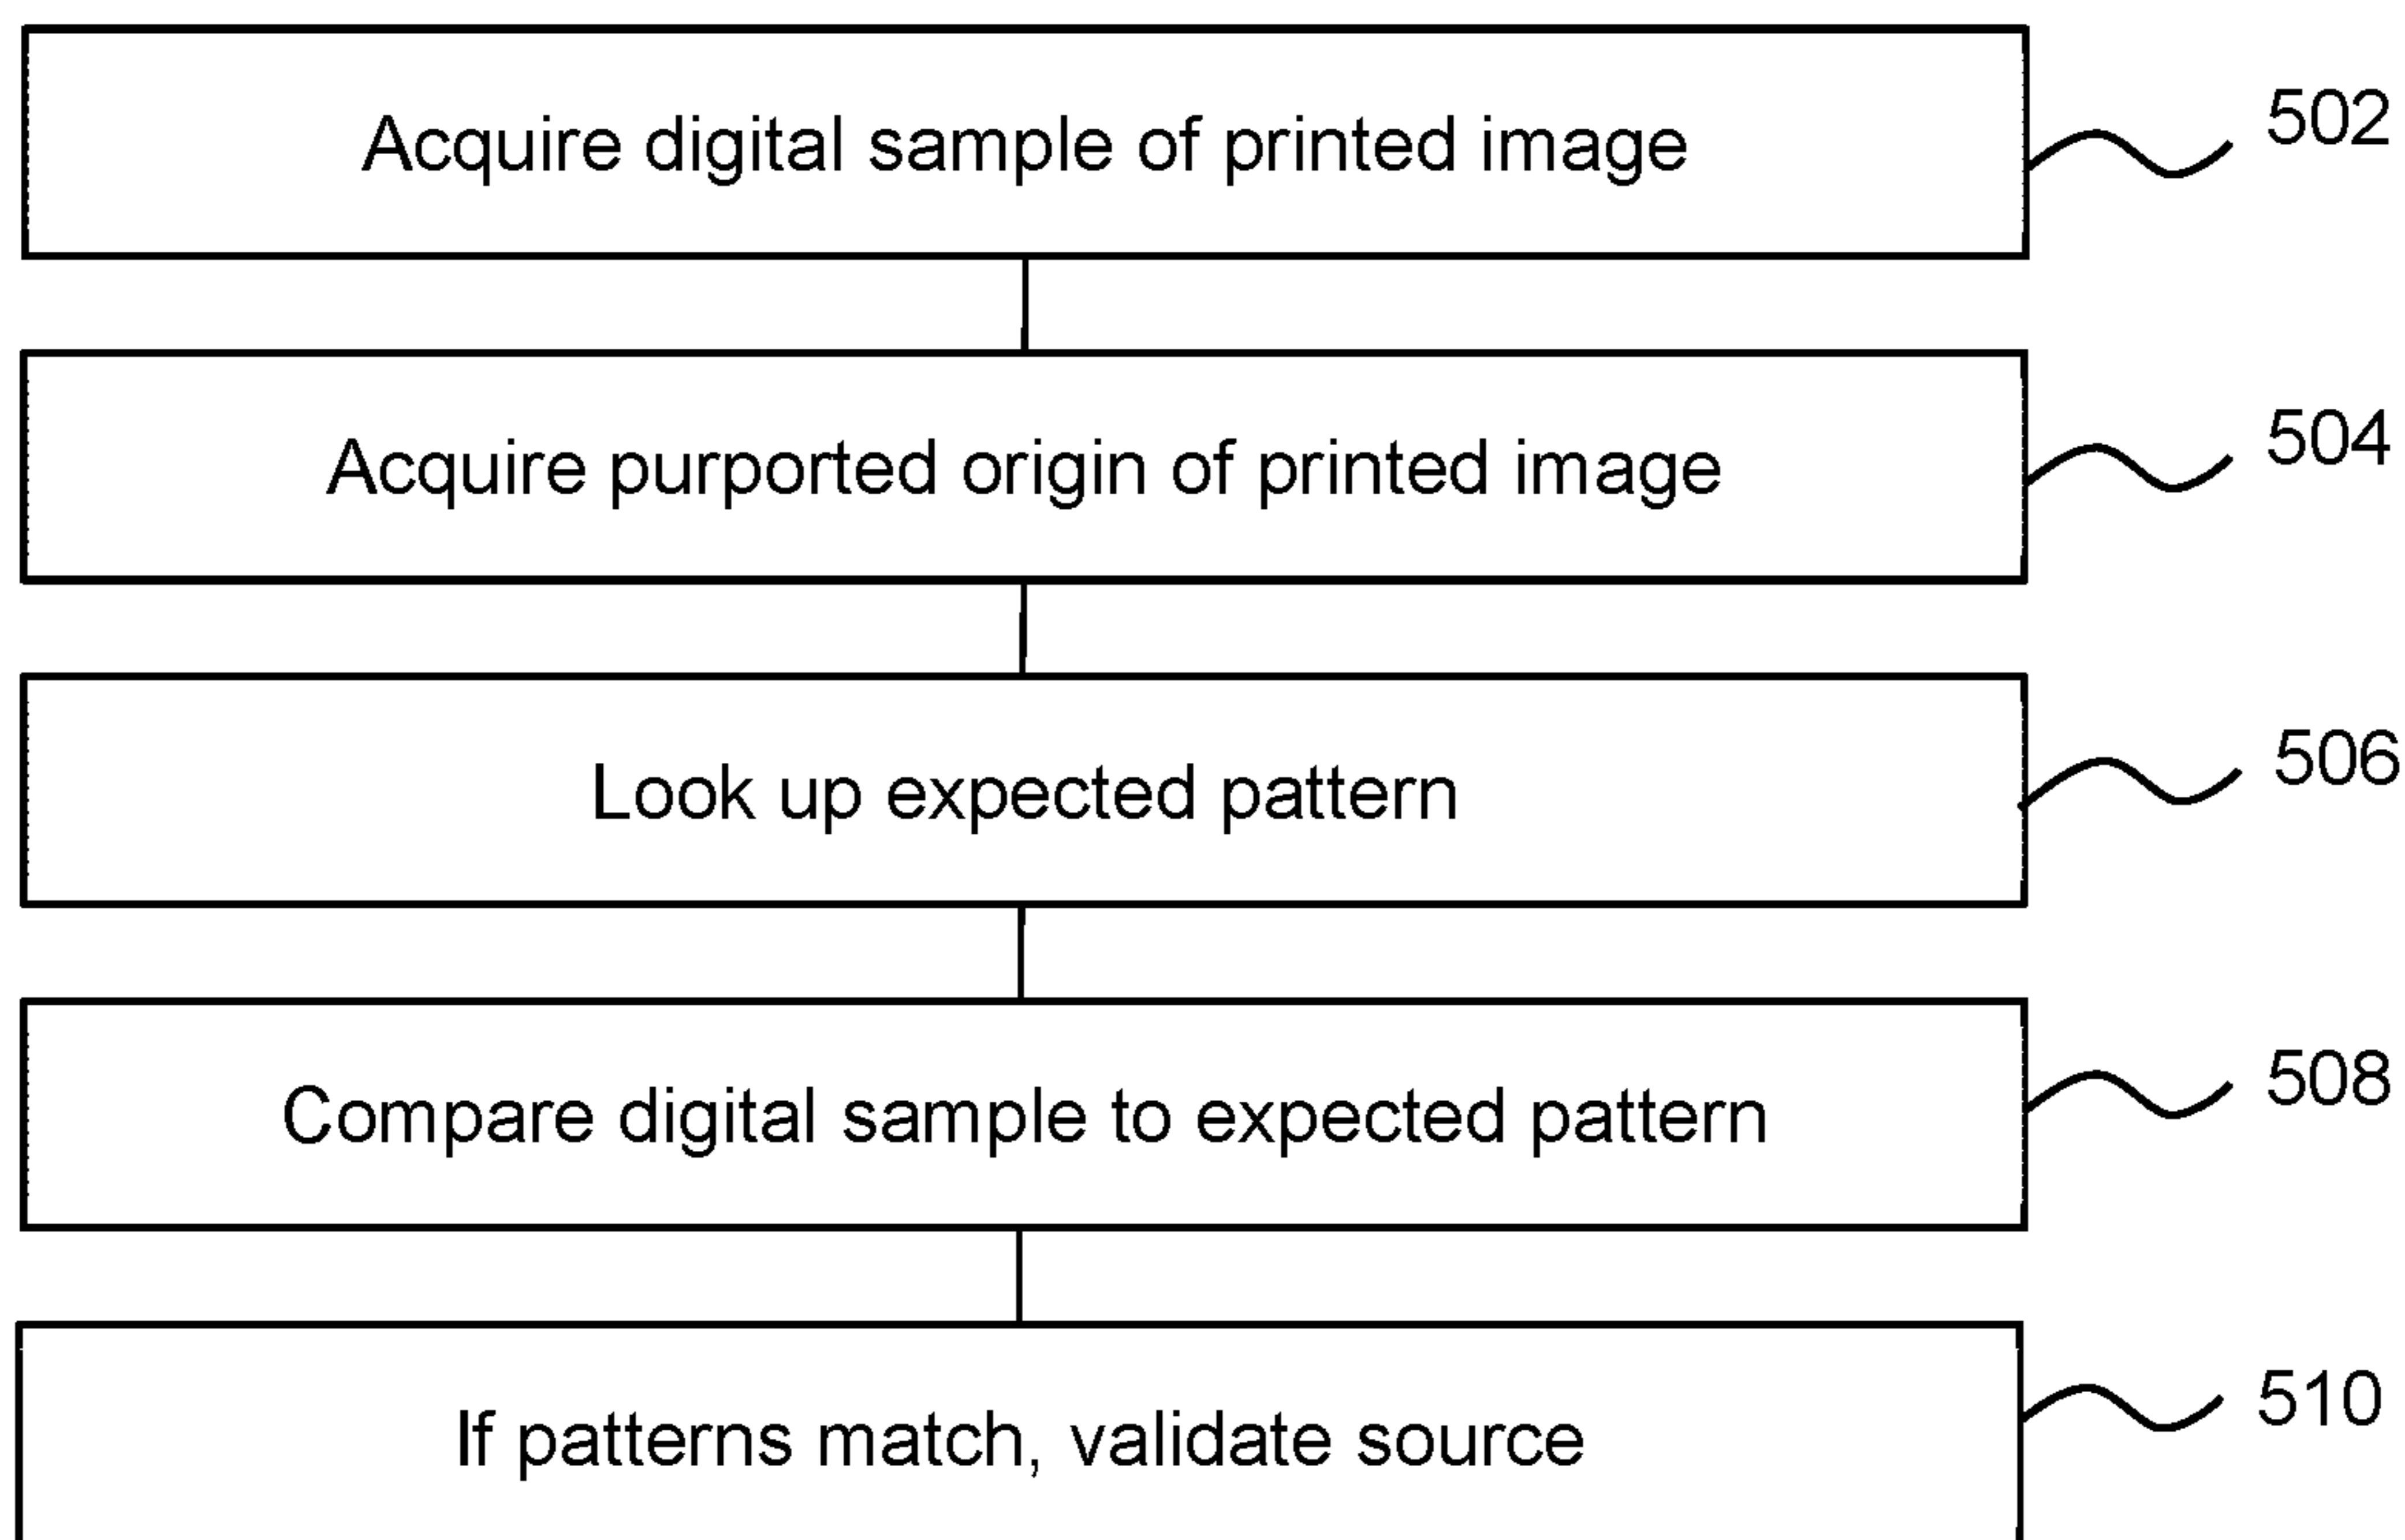 Acquire digital sample of printed image
502
Acquire purported origin of printed image
504
Look up expected pattern
506
Compare digital sample to expected pattern
508
If patterns match, validate source
510